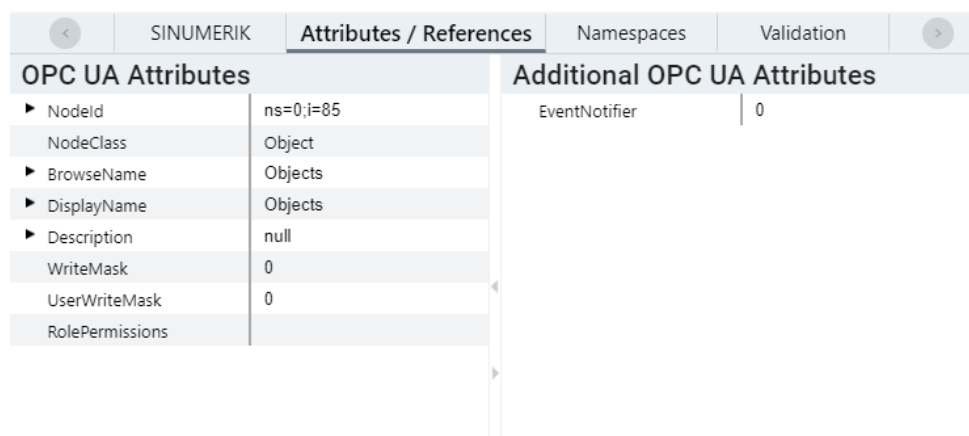 SINUMERIK Attributes / References Namespaces Validation
OPC UA Attributes
NodeId ns=0;i=85
NodeClass Object
BrowseName Objects
DisplayName Objects
Description null
WriteMask 0
UserWriteMask 0
RolePermissions
Additional OPC UA Attributes
EventNotifier 0